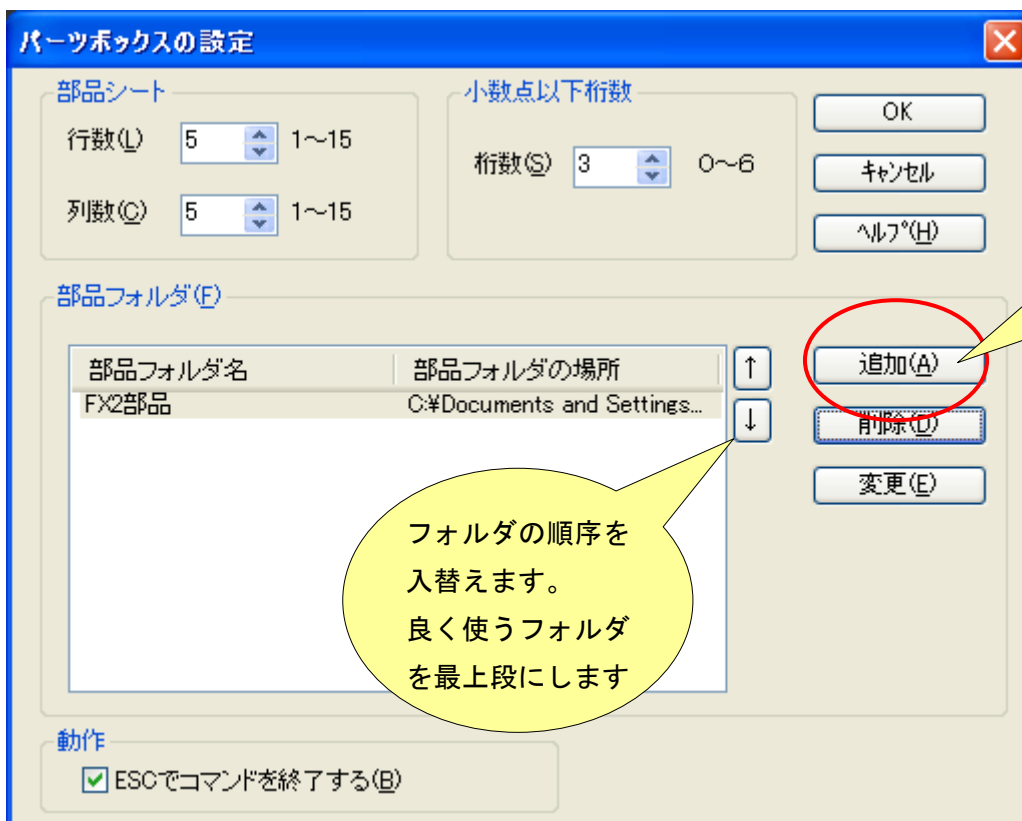 パーツボックスの設定
部品シート
行数(L) 5 1～15
列数(C) 5 1～15
小数点以下桁数
桁数(S) 3 0～6
OK
キャンセル
ヘルプ(H)
部品フォルダ(F)
部品フォルダ名 部品フォルダの場所
FX2部品 C:¥Documents and Settings...
↑
↓
追加(A)
削除(D)
変更(E)
フォルダの順序を
入替えます。
良く使うフォルダ
を最上段にします
動作
ESCでコマンドを終了する(B)